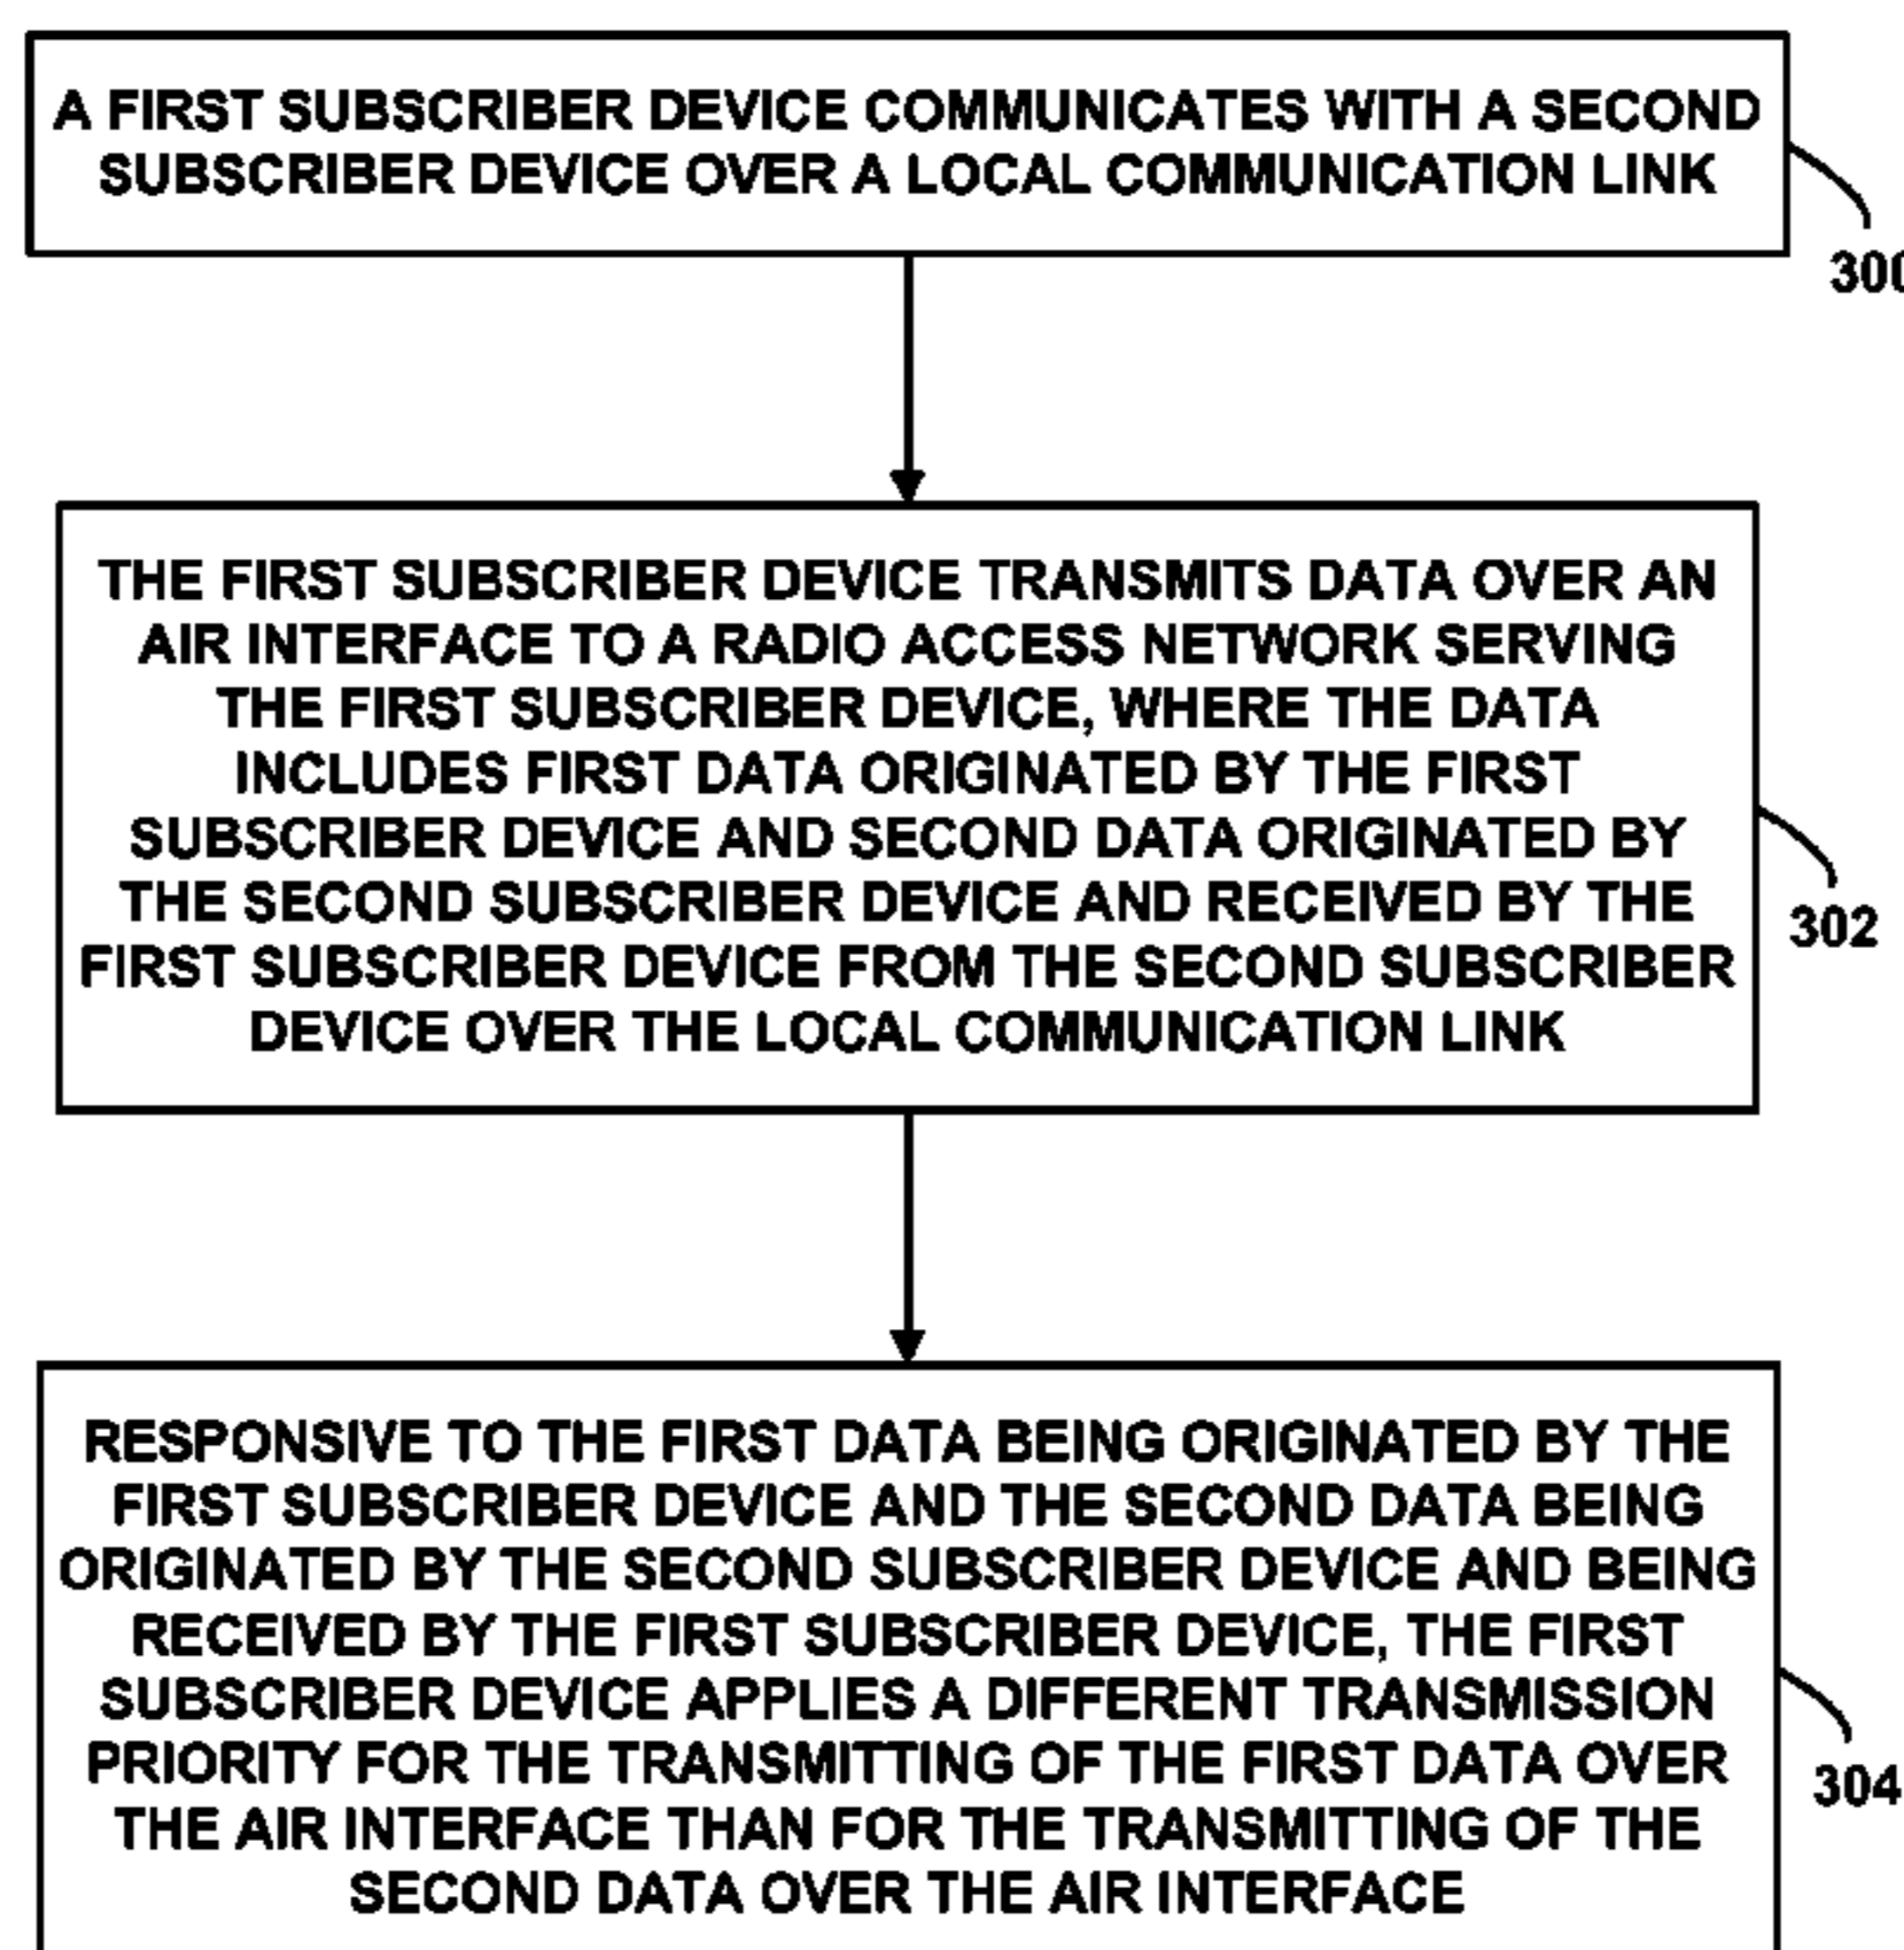 A FIRST SUBSCRIBER DEVICE COMMUNICATES WITH A SECOND
SUBSCRIBER DEVICE OVER A LOCAL COMMUNICATION LINK
300
THE FIRST SUBSCRIBER DEVICE TRANSMITS DATA OVER AN
AIR INTERFACE TO A RADIO ACCESS NETWORK SERVING
THE FIRST SUBSCRIBER DEVICE, WHERE THE DATA
INCLUDES FIRST DATA ORIGINATED BY THE FIRST
SUBSCRIBER DEVICE AND SECOND DATA ORIGINATED BY
THE SECOND SUBSCRIBER DEVICE AND RECEIVED BY THE
FIRST SUBSCRIBER DEVICE FROM THE SECOND SUBSCRIBER
DEVICE OVER THE LOCAL COMMUNICATION LINK
302
RESPONSIVE TO THE FIRST DATA BEING ORIGINATED BY THE
FIRST SUBSCRIBER DEVICE AND THE SECOND DATA BEING
ORIGINATED BY THE SECOND SUBSCRIBER DEVICE AND BEING
RECEIVED BY THE FIRST SUBSCRIBER DEVICE, THE FIRST
SUBSCRIBER DEVICE APPLIES A DIFFERENT TRANSMISSION
PRIORITY FOR THE TRANSMITTING OF THE FIRST DATA OVER
THE AIR INTERFACE THAN FOR THE TRANSMITTING OF THE
SECOND DATA OVER THE AIR INTERFACE
304